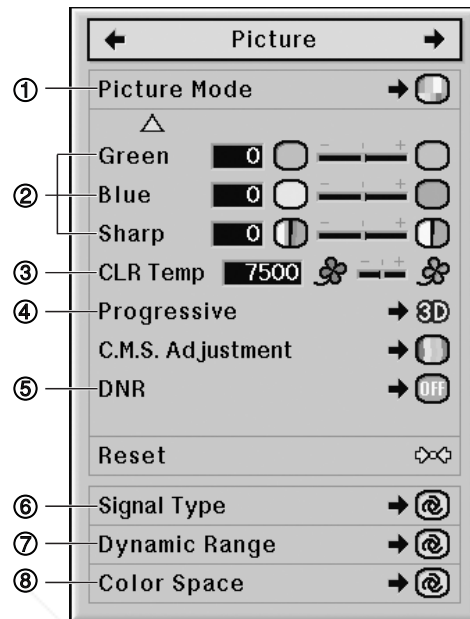 Picture
① Picture Mode
Green 0 - +
② Blue 0 - +
Sharp 0 - +
③ CLR Temp 7500 - +
④ Progressive 3D
C.M.S. Adjustment
⑤ DNR OFF
Reset
⑥ Signal Type
⑦ Dynamic Range
⑧ Color Space